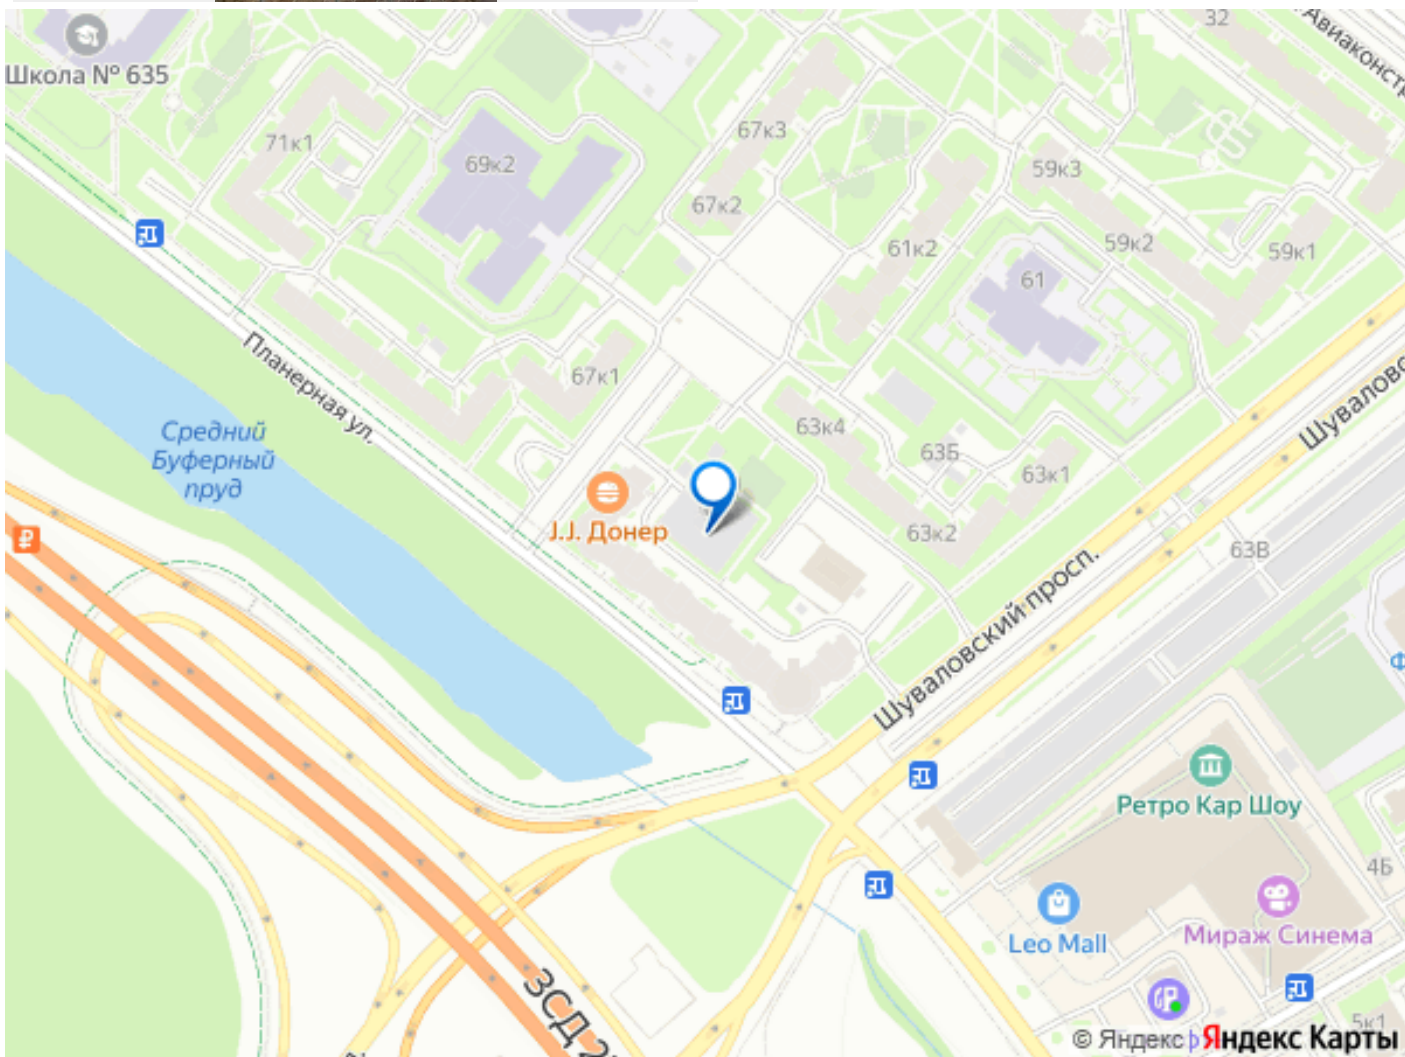 32
Авиаконстр
Школа № 635
71к1
69к2
67к3
67к2
59к3
59к2
59к1
61к2
61
Планерная ул.
67к1
Средний
Буферный
пруд
63к4
63Б
63к1
63к2
63В
J.J. Донер
Шуваловс
Шуваловский просп.
Ф
Ретро Кар Шоу
4Б
Leo Mall
Мираж Синема
ЗСД
5к1
© Яндекс
Яндекс Карты